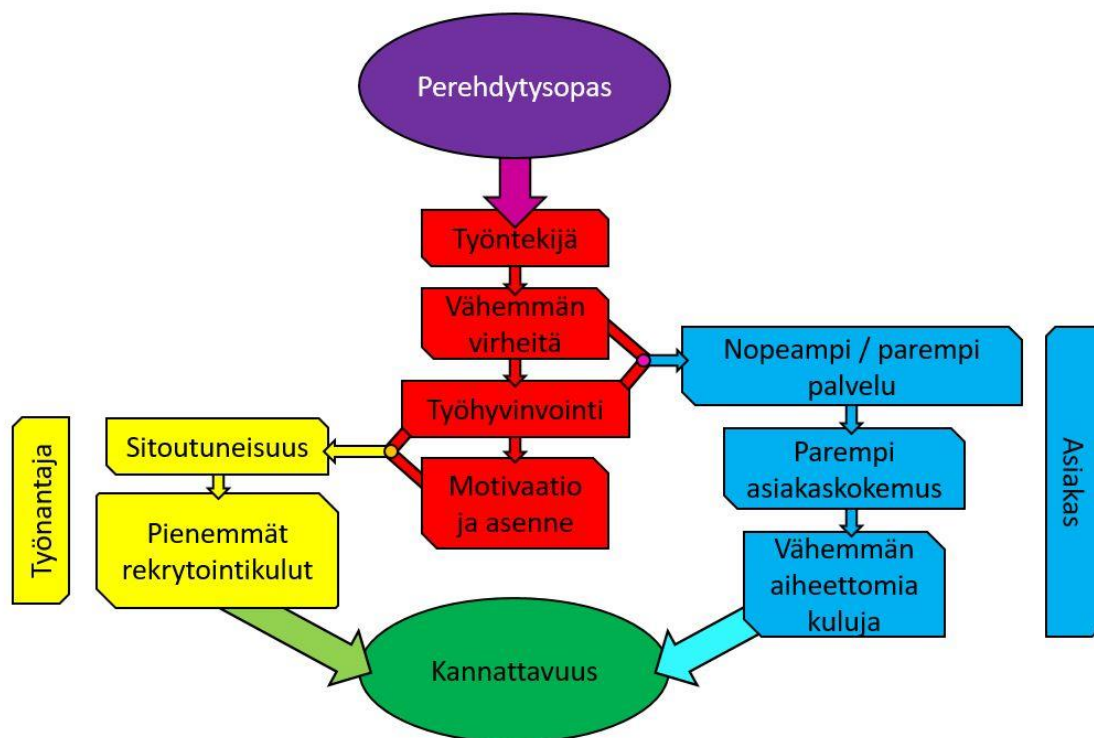 Perehdytysopas
Työntekijä
Vähemmän
virheitä
Työhyvinvointi
Motivaatio
ja asenne
Työnantaja
Sitoutuneisuus
Pienemmät
rekrytointikulut
Nopeampi / parempi
palvelu
Parempi
asiakaskokemus
Vähemmän
aiheettomia
kuluja
Asiakas
Kannattavuus